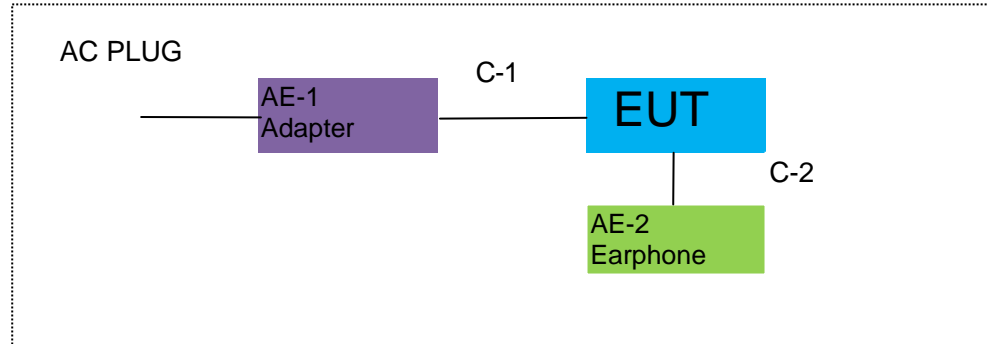 AC PLUG
C-1
AE-1
Adapter
EUT
C-2
AE-2
Earphone